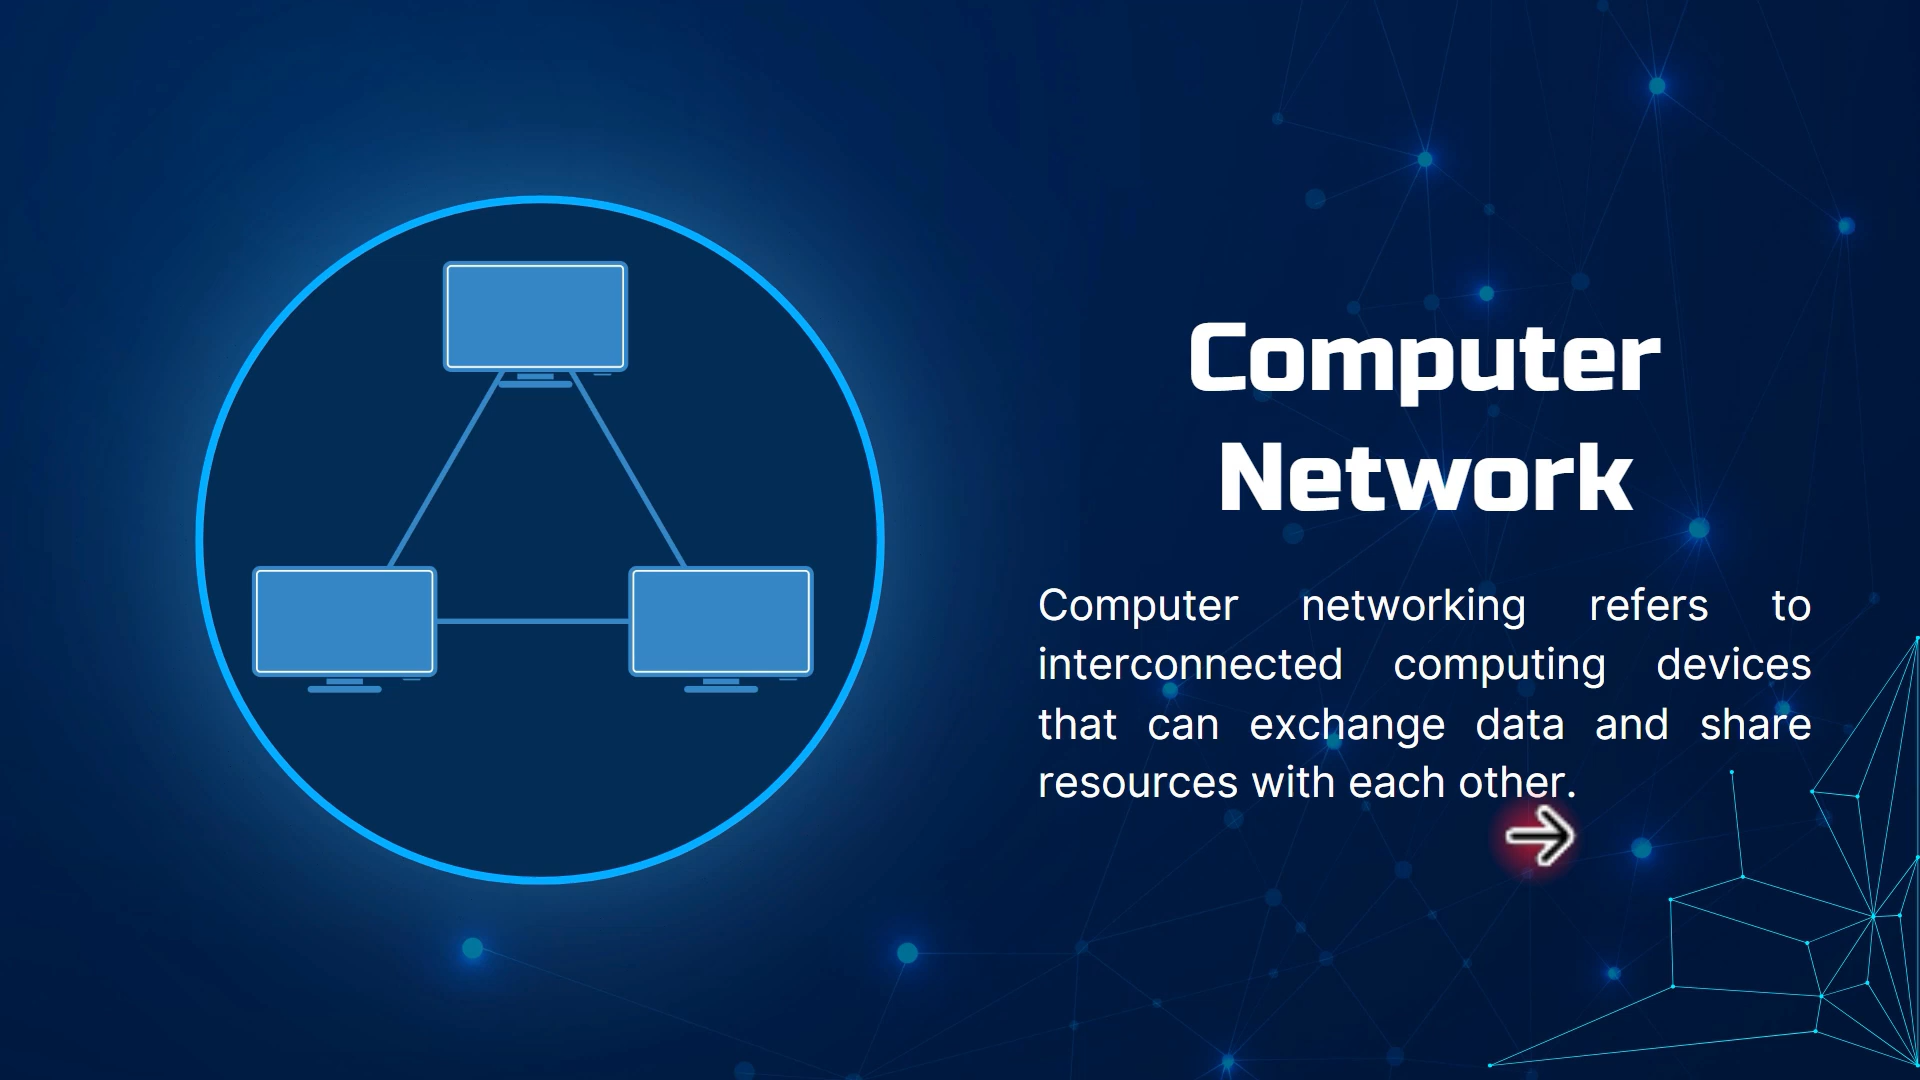 Computer
Network
Computer networking refers to
interconnected computing devices
that can exchange data and share
resources with each other.